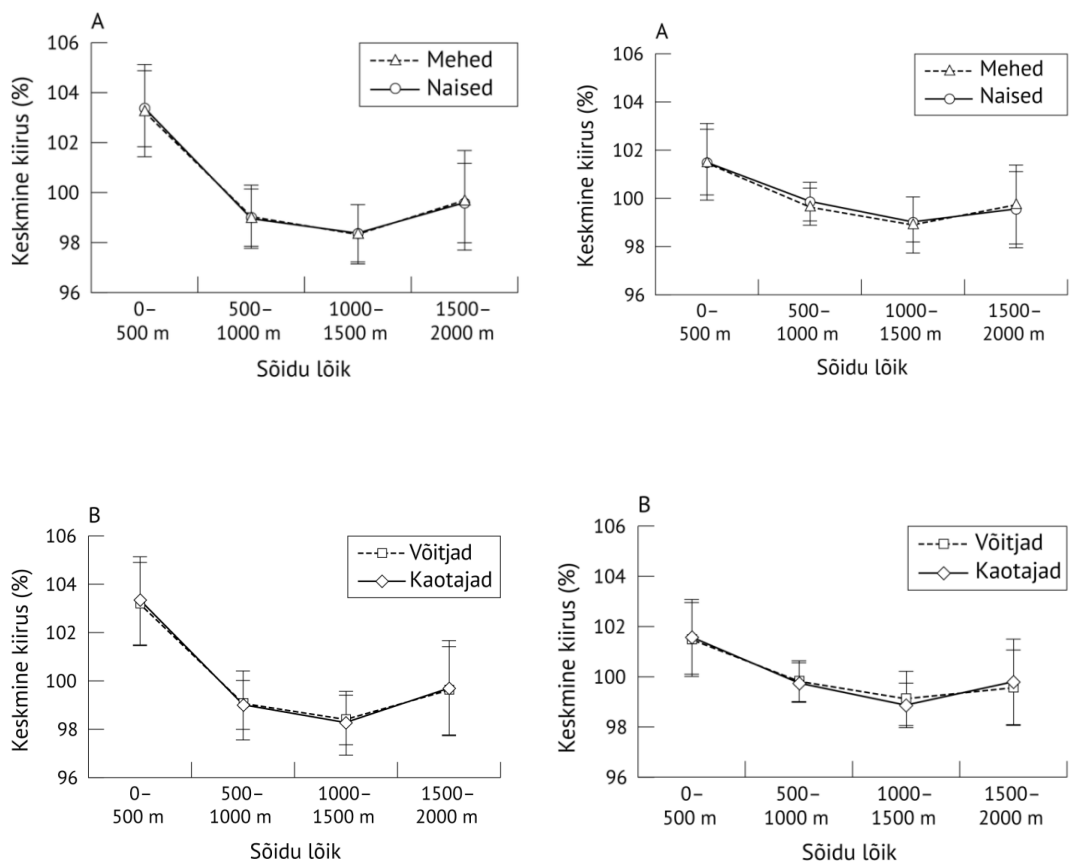 A
106
104
102
100
98
96
Keskmine kiirus (%)
Mehed
Naised
0–
500 m
500–
1000 m
1000–
1500 m
1500–
2000 m
Sõidu lõik
A
106
104
102
100
98
96
Keskmine kiirus (%)
Mehed
Naised
0–
500 m
500–
1000 m
1000–
1500 m
1500–
2000 m
Sõidu lõik
B
106
104
102
100
98
96
Keskmine kiirus (%)
Võitjad
Kaotajad
0–
500 m
500–
1000 m
1000–
1500 m
1500–
2000 m
Sõidu lõik
B
106
104
102
100
98
96
Keskmine kiirus (%)
Võitjad
Kaotajad
0–
500 m
500–
1000 m
1000–
1500 m
1500–
2000 m
Sõidu lõik